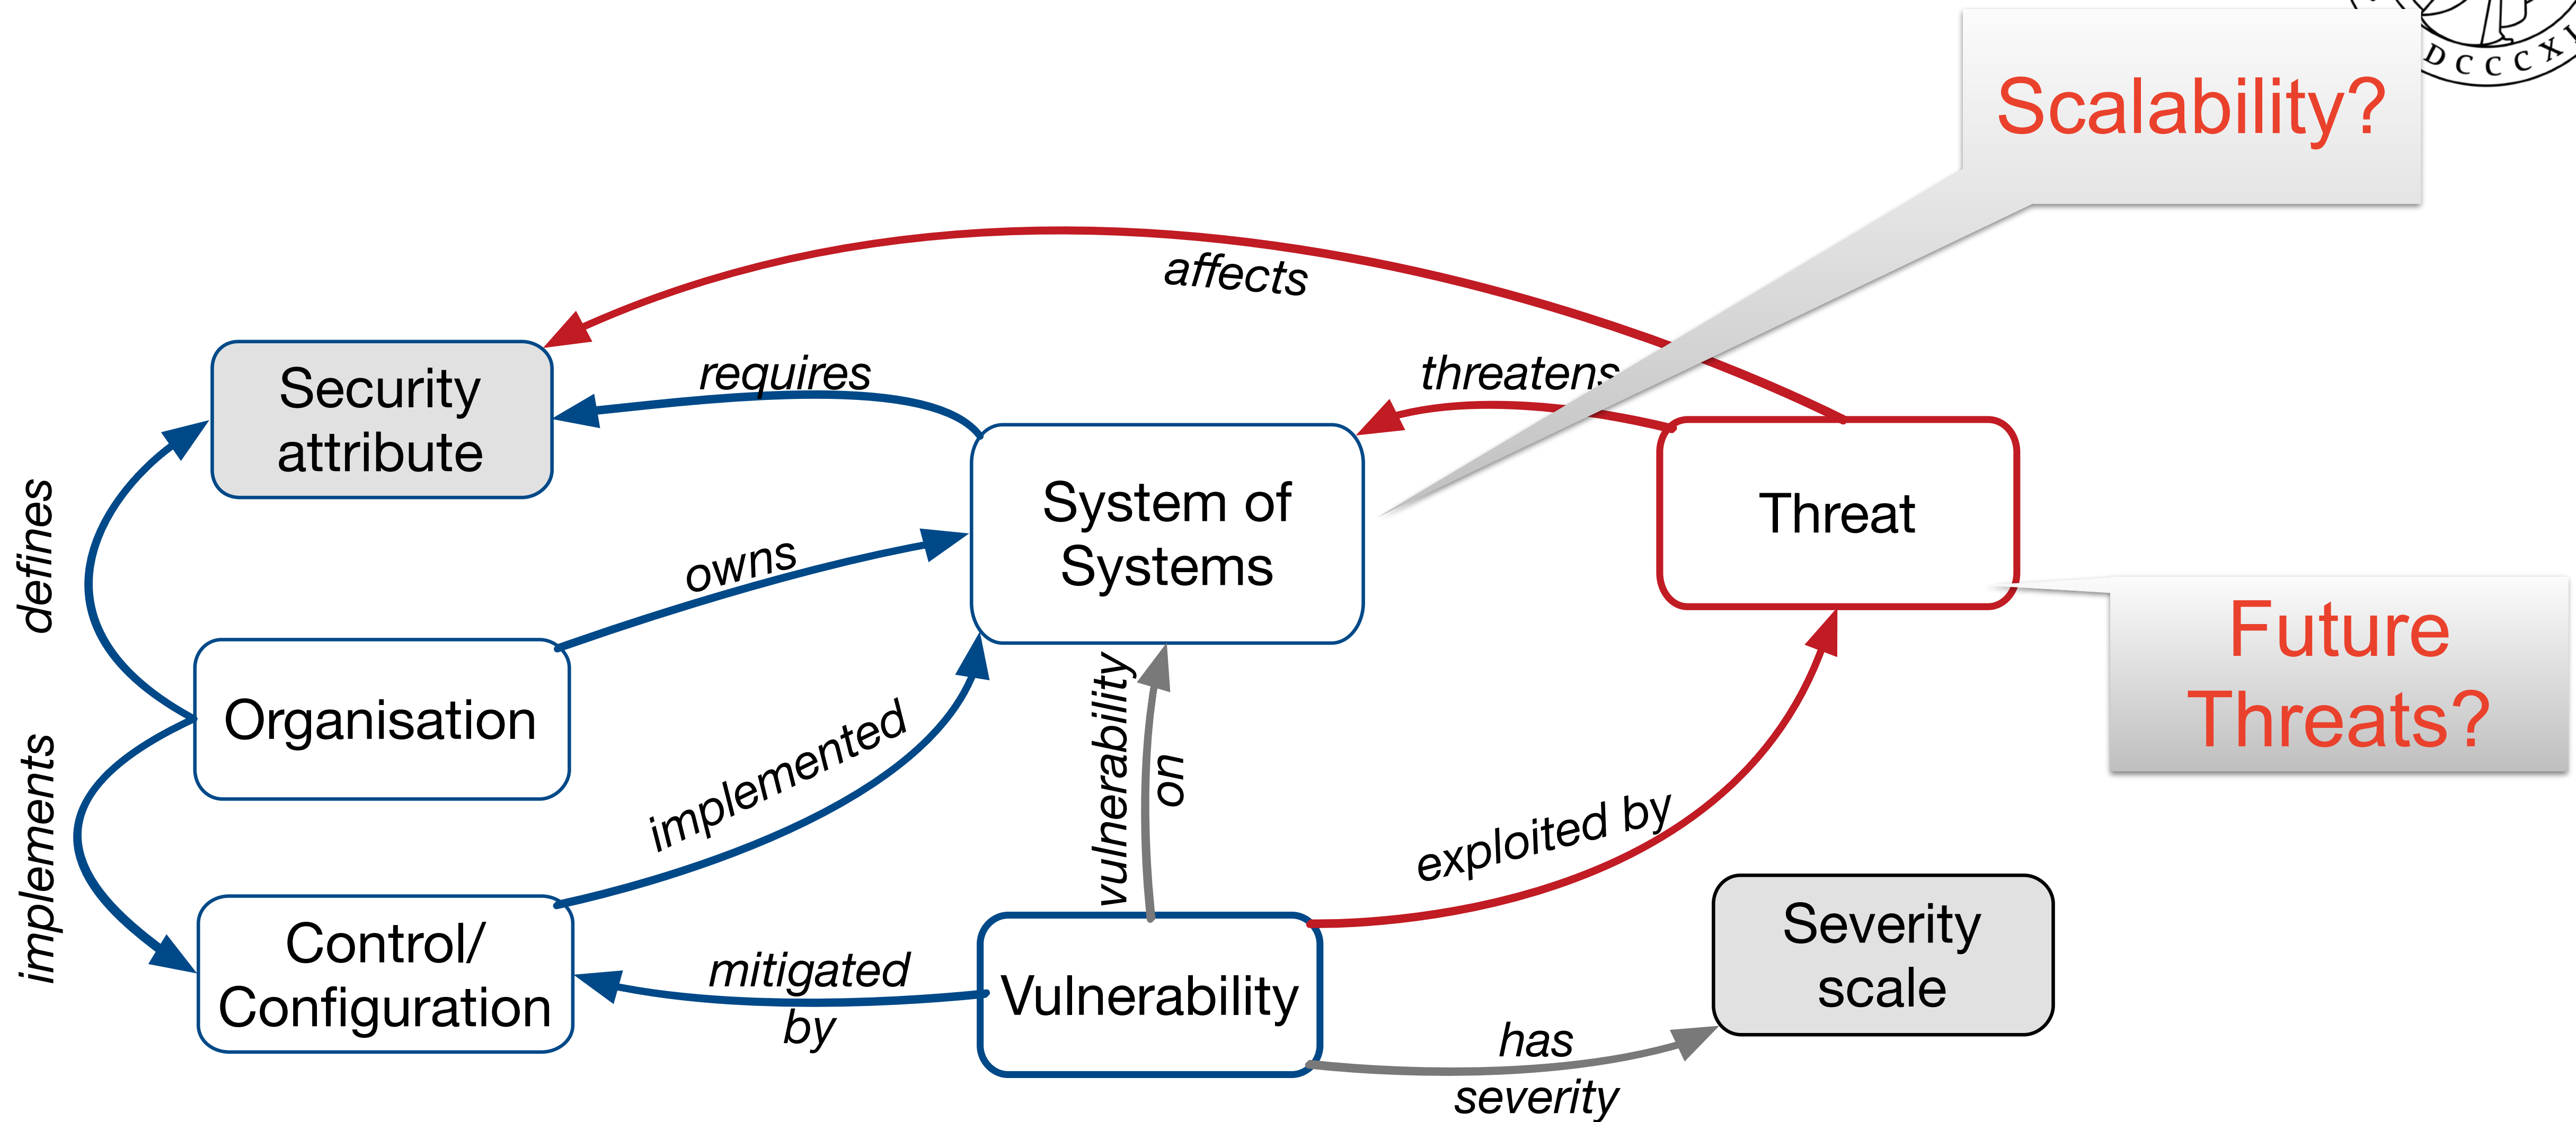 DCCCXI
Scalability?
affects
Security
attribute
requires
threatens
System of
Systems
Threat
defines
owns
Future
Threats?
Organisation
implements
implemented
vulnerability
on
exploited by
Control/
Configuration
mitigated
by
Vulnerability
Severity
scale
has
severity